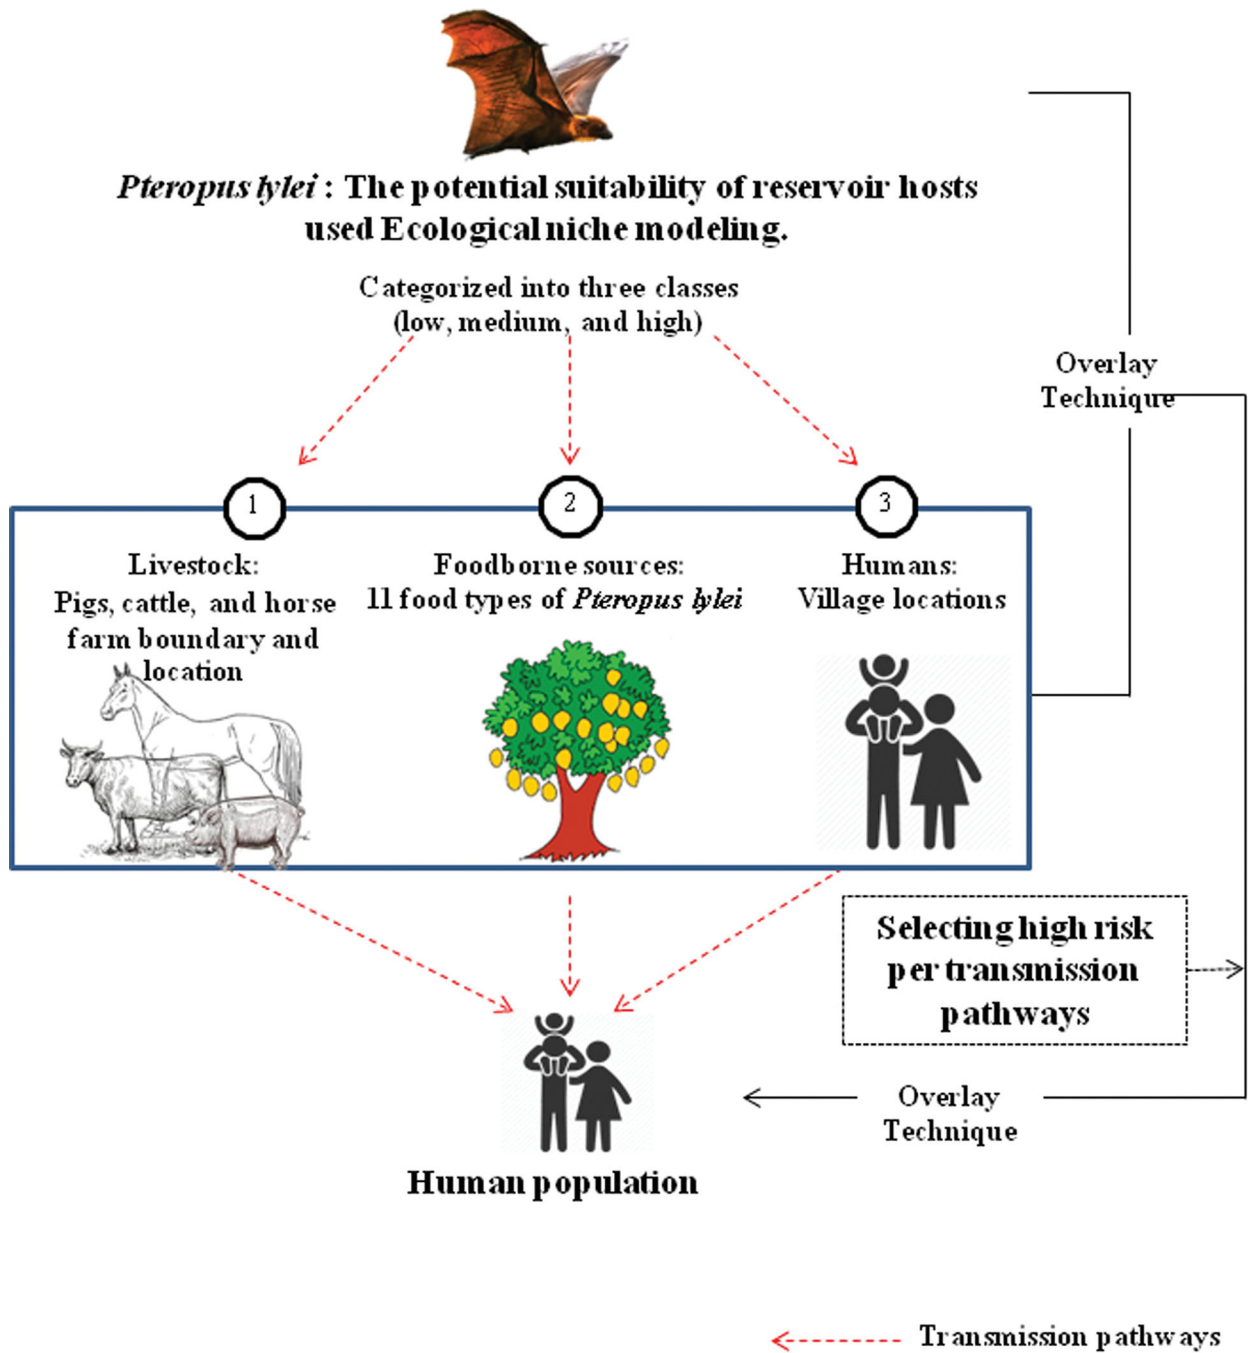 Pteropus lylei : The potential suitability of reservoir hosts
used Ecological niche modeling.
Categorized into three classes
(low, medium, and high)
Overlay
Technique
1
2
3
Livestock:
Pigs, cattle, and horse
farm boundary and
location
Foodborne sources:
11 food types of Pteropus lylei
Humans:
Village locations
Selecting high risk
per transmission
pathways
Overlay
Technique
Human population
Transmission pathways